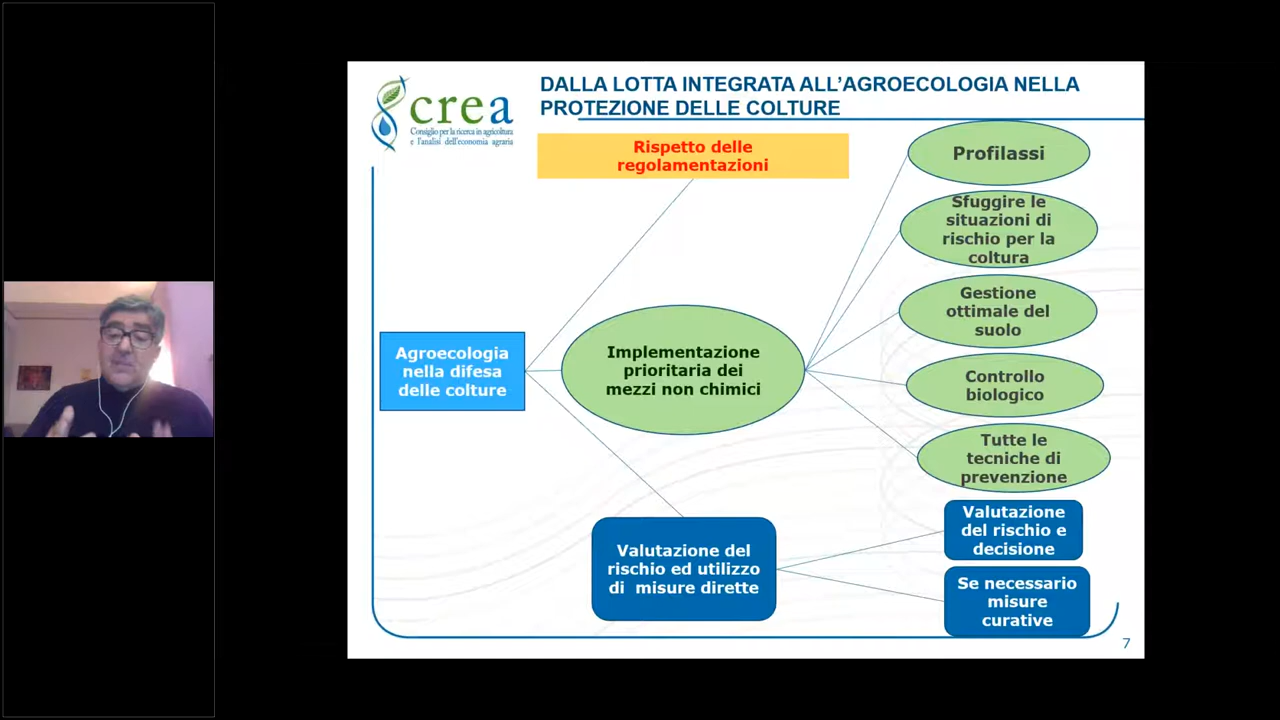 DALLA LOTTA INTEGRATA ALL'AGROECOLOGIA NELLA
PROTEZIONE DELLE COLTURE
crea
Consiglio per la ricerca in agricoltura
e l'analisi dell'economia agraria
Rispetto delle
regolamentazioni
Profilassi
Sfuggire le
situazioni di
rischio per la
coltura
Gestione
ottimale del
suolo
Agroecologia
nella difesa
delle colture
Implementazione
prioritaria dei
mezzi non chimici
Controllo
biologico
Tutte le
tecniche di
prevenzione
Valutazione del
rischio ed utilizzo
di misure dirette
Valutazione
del rischio e
decisione
Se necessario
misure
curative
7